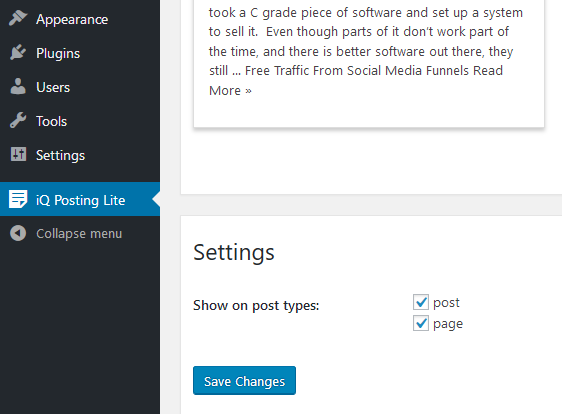 Appearance
Plugins
Users
Tools
Settings
iQ Posting Lite
Collapse menu
took a C grade piece of software and set up a system
to sell it.  Even though parts of it don't work part of
the time, and there is better software out there, they
still ... Free Traffic From Social Media Funnels Read
More »
Settings
Show on post types:
post
page
Save Changes